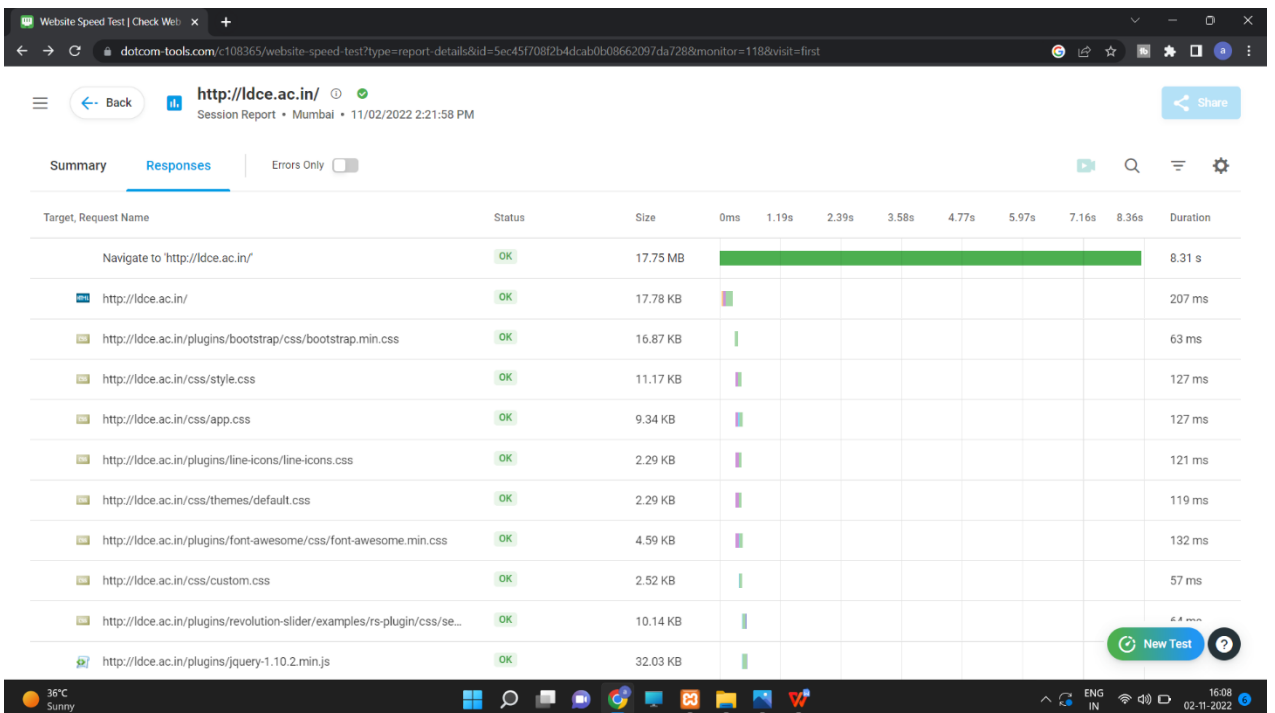 Website Speed Test | Check Web
dotcom-tools.com/c108365/website-speed-test?type=report-details&id=5ec45f708f2b4dcab0b08662097da728&monitor=118&visit=first
Back
http://ldce.ac.in/
Session Report • Mumbai • 11/02/2022 2:21:58 PM
Share
Summary Responses Errors Only
Target, Request Name Status Size 0ms 1.19s 2.39s 3.58s 4.77s 5.97s 7.16s 8.36s Duration
Navigate to 'http://ldce.ac.in/' OK 17.75 MB 8.31 s
http://ldce.ac.in/ OK 17.78 KB 207 ms
http://ldce.ac.in/plugins/bootstrap/css/bootstrap.min.css OK 16.87 KB 63 ms
http://ldce.ac.in/css/style.css OK 11.17 KB 127 ms
http://ldce.ac.in/css/app.css OK 9.34 KB 127 ms
http://ldce.ac.in/plugins/line-icons/line-icons.css OK 2.29 KB 121 ms
http://ldce.ac.in/css/themes/default.css OK 2.29 KB 119 ms
http://ldce.ac.in/plugins/font-awesome/css/font-awesome.min.css OK 4.59 KB 132 ms
http://ldce.ac.in/css/custom.css OK 2.52 KB 57 ms
http://ldce.ac.in/plugins/revolution-slider/examples/rs-plugin/css/se... OK 10.14 KB 64 ms
http://ldce.ac.in/plugins/jquery-1.10.2.min.js OK 32.03 KB
New Test ?
36°C
Sunny
ENG
IN
16:08
02-11-2022